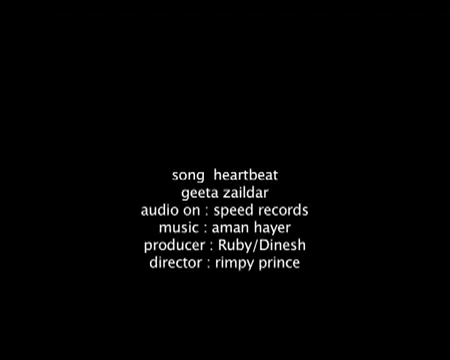 song heartbeat
geeta zaildar
audio on : speed records
music : aman hayer
producer : Ruby/Dinesh
director : rimpy prince